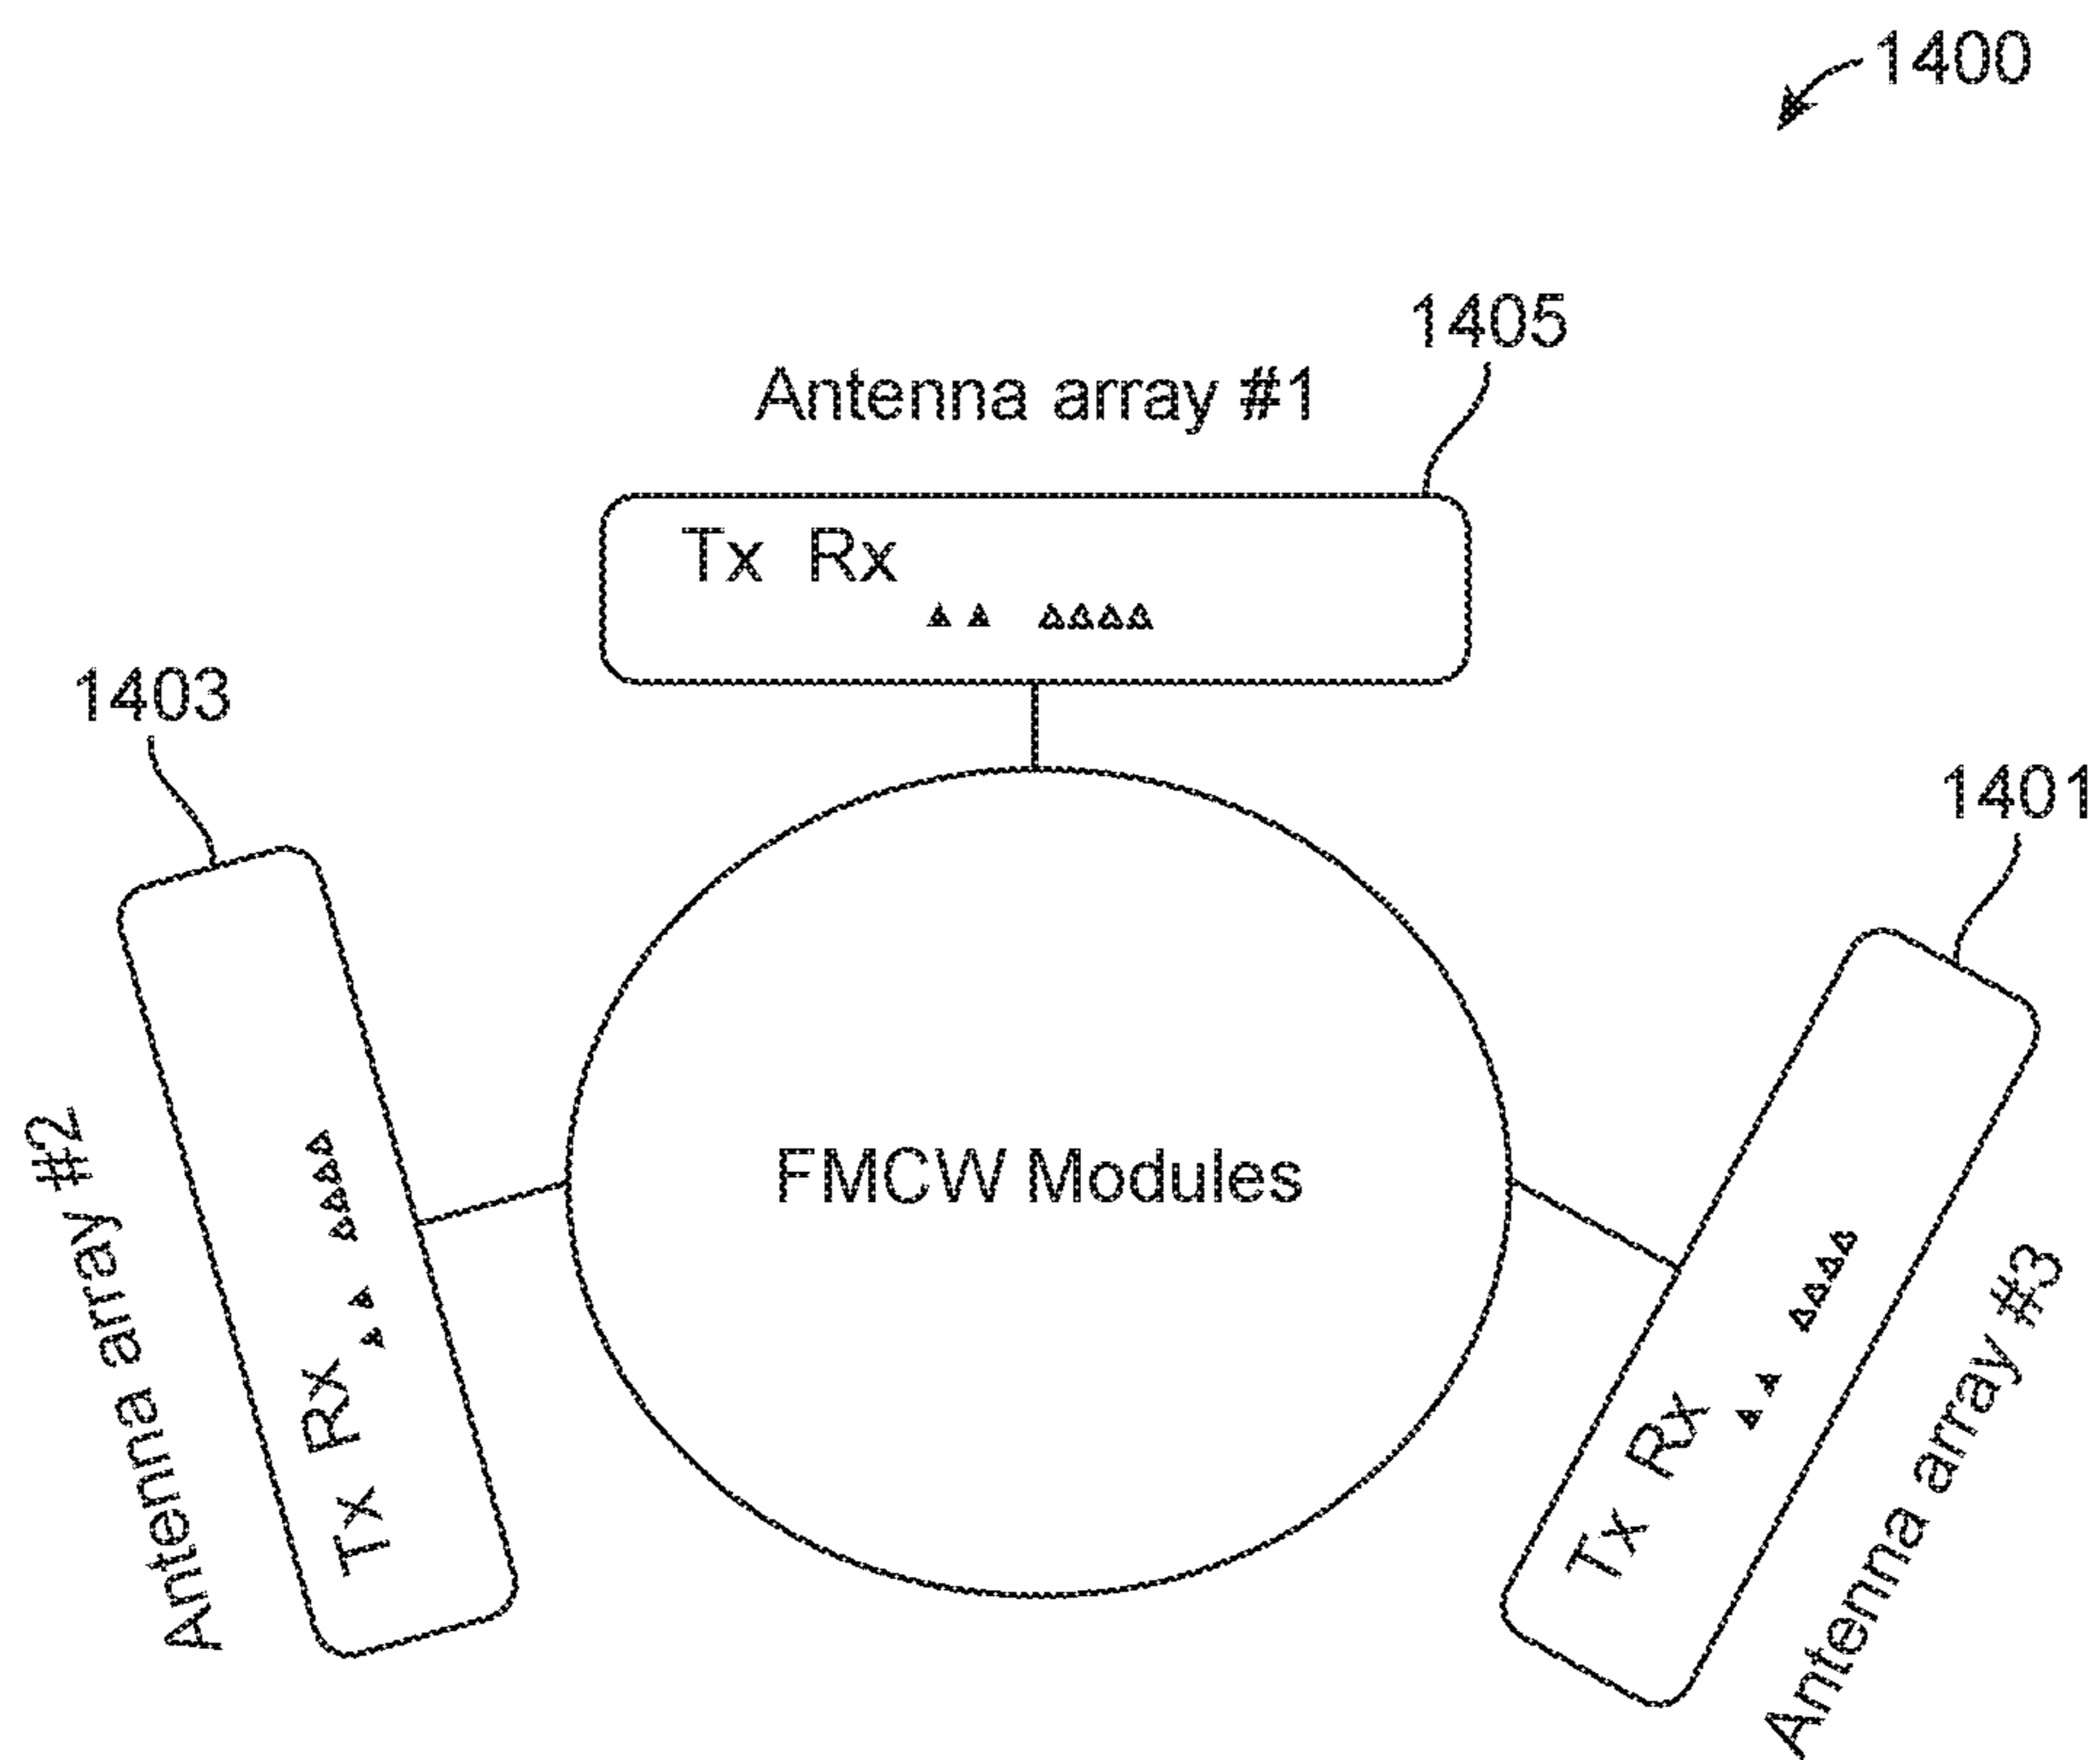 1400
1405
Antenna array #1
Tx Rx
1403
1401
FMCW Modules
Antenna array #2
Tx Rx
Tx Rx
Antenna array #3